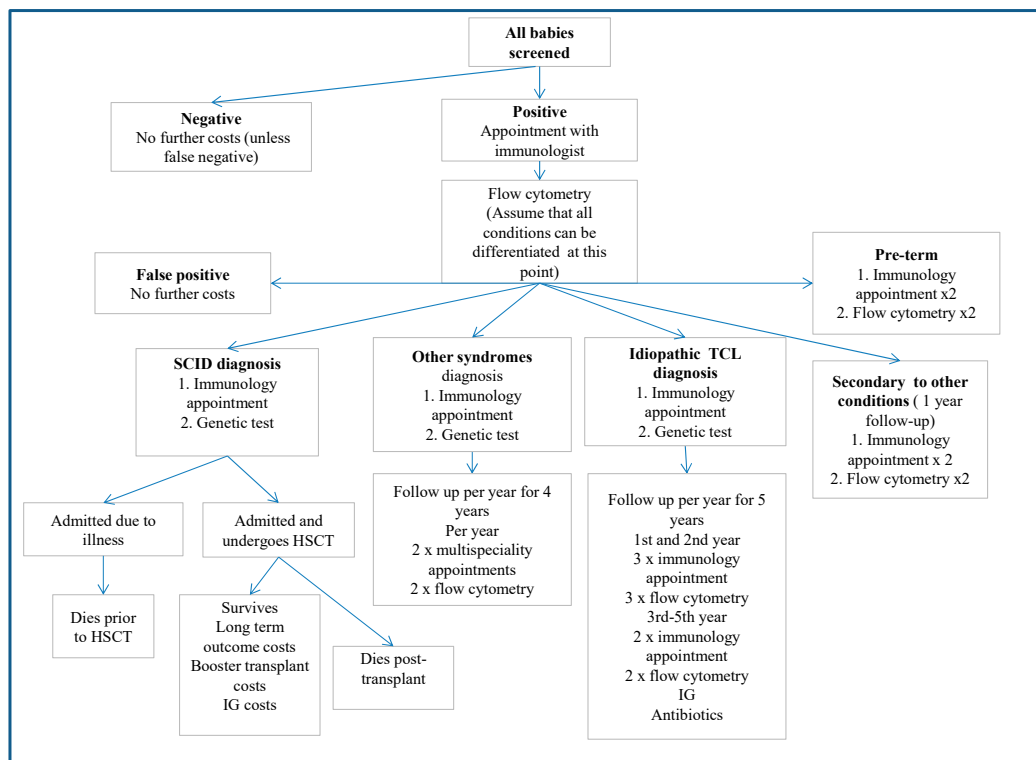 All babies
screened
Negative
No further costs (unless
false negative)
Positive
Appointment with
immunologist
Flow cytometry
(Assume that all
conditions can be
differentiated at this
point)
False positive
No further costs
Pre-term
1. Immunology
appointment x2
2. Flow cytometry x2
SCID diagnosis
1. Immunology
appointment
2. Genetic test
Other syndromes
diagnosis
1. Immunology
appointment
2. Genetic test
Idiopathic TCL
diagnosis
1. Immunology
appointment
2. Genetic test
Secondary to other
conditions ( 1 year
follow-up)
1. Immunology
appointment x 2
2. Flow cytometry x2
Admitted due to
illness
Admitted and
undergoes HSCT
Follow up per year for 4
years
Per year
2 x multispeciality
appointments
2 x flow cytometry
Follow up per year for 5
years
1st and 2nd year
3 x immunology
appointment
3 x flow cytometry
3rd-5th year
2 x immunology
appointment
2 x flow cytometry
IG
Antibiotics
Dies prior
to HSCT
Survives
Long term
outcome costs
Booster transplant
costs
IG costs
Dies post-
transplant